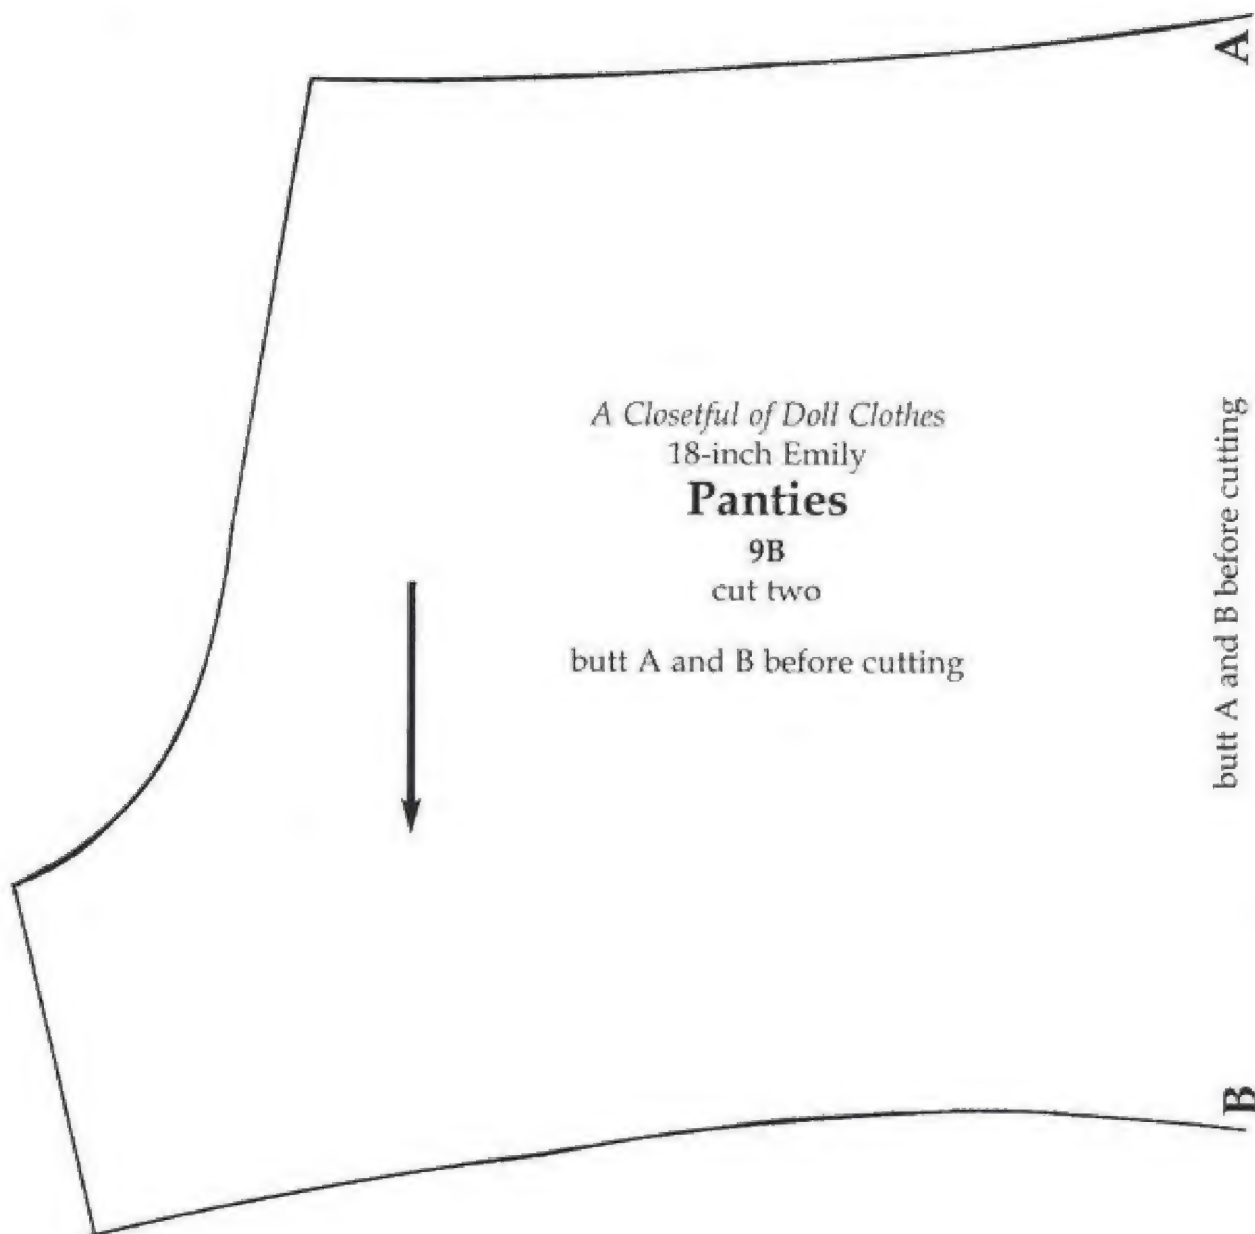 A
A Closetful of Doll Clothes
18-inch Emily
Panties
9B
cut two
butt A and B before cutting
butt A and B before cutting
B